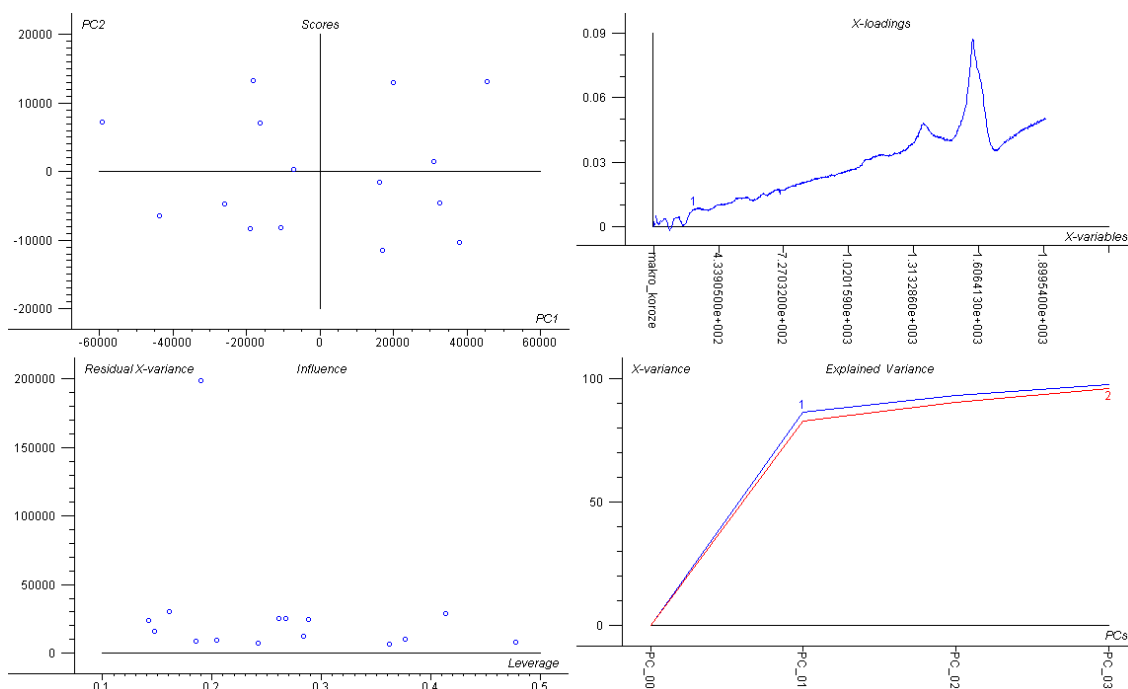 PC2
Scores
20000
10000
0
-10000
-20000
PC1
-60000
-40000
-20000
0
20000
40000
60000
X-loadings
0.09
0.06
0.03
0
1
X-variables
makro_koroze
4.3390500e+002
7.2703200e+002
1.0201590e+003
1.3132860e+003
1.6064130e+003
1.8995400e+003
Residual X-variance
Influence
200000
150000
100000
50000
0
Leverage
0.1
0.2
0.3
0.4
0.5
X-variance
Explained Variance
100
50
0
1
2
PCs
PC_00
PC_01
PC_02
PC_03